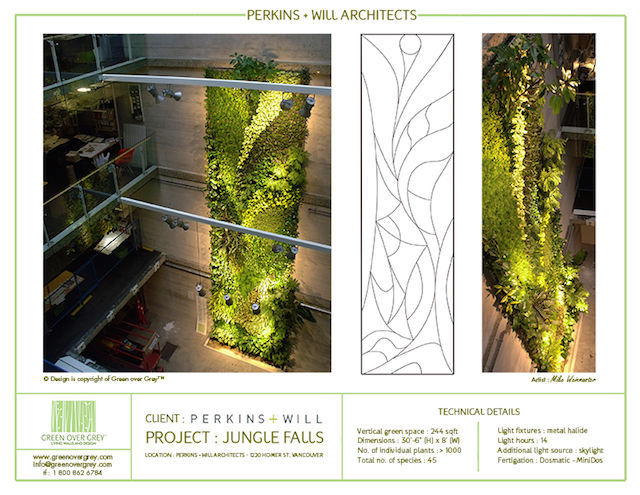 PERKINS + WILL ARCHITECTS
© Design is copyright of Green over Grey™
Artist : Mike Weinmaster
GREEN OVER GREY™
LIVING WALLS AND DESIGN
www.greenovergrey.com
Info@greenovergrey.com
tf : 1 800 862 6784
CLIENT : PERKINS + WILL
PROJECT : JUNGLE FALLS
LOCATION : PERKINS + WILL ARCHITECTS - 1220 HOMER ST, VANCOUVER
TECHNICAL DETAILS
Vertical green space : 244 sqft
Dimensions : 30'-6" (H) x 8' (W)
No. of individual plants : > 1000
Total no. of species : 45
Light fixtures : metal halide
Light hours : 14
Additional light source : skylight
Fertigation : Dosmatic - MiniDos